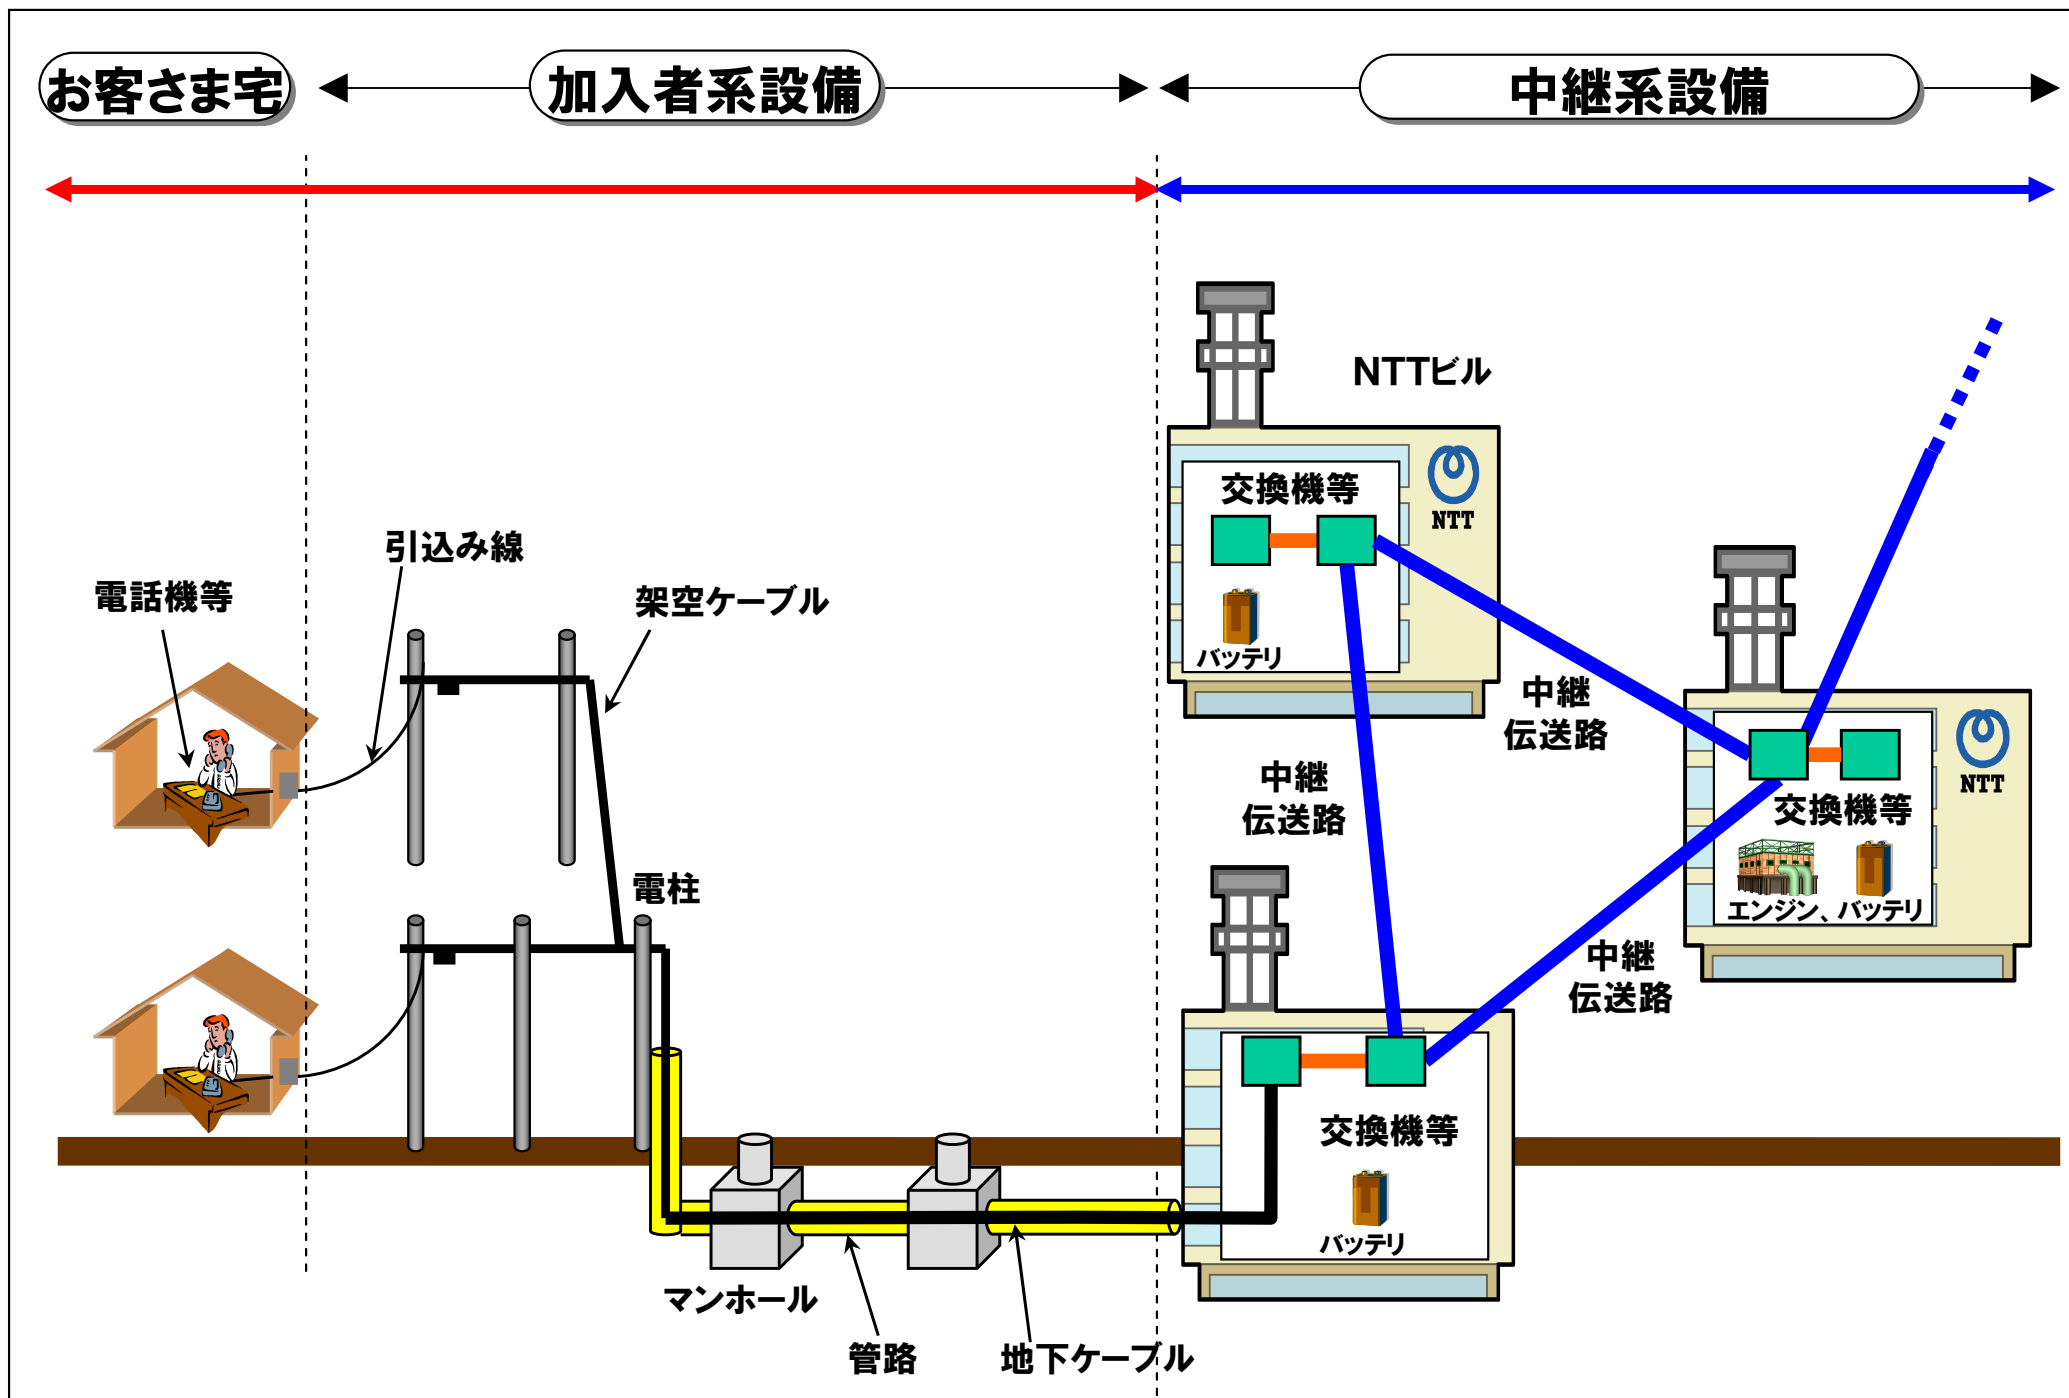 お客さま宅
加入者系設備
中継系設備
NTTビル
交換機等
NTT
バッテリ
引込み線
電話機等
架空ケーブル
中継
伝送路
中継
伝送路
NTT
交換機等
エンジン、バッテリ
電柱
中継
伝送路
交換機等
バッテリ
マンホール
管路
地下ケーブル